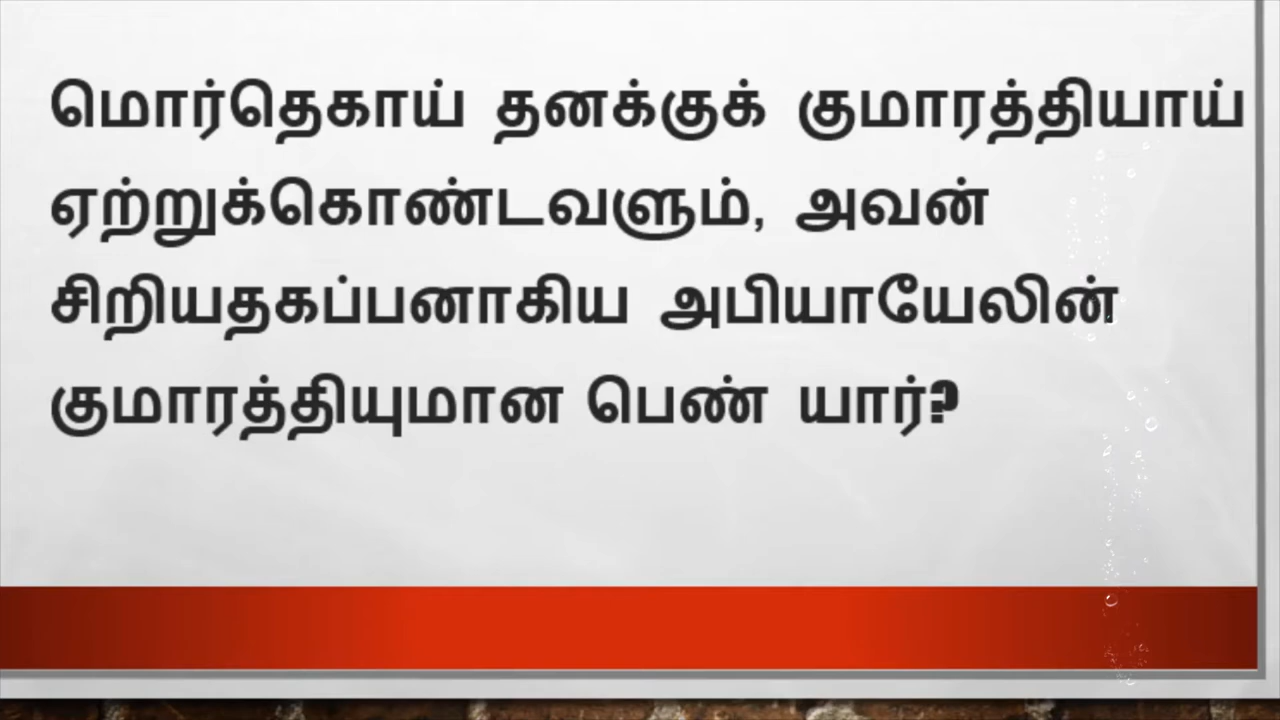 மொர்தெகாய் தனக்குக் குமாரத்தியாய்
ஏற்றுக்கொண்டவளும், அவன்
சிறியதகப்பனாகிய அபியாயேலின்
குமாரத்தியுமான பெண் யார்?